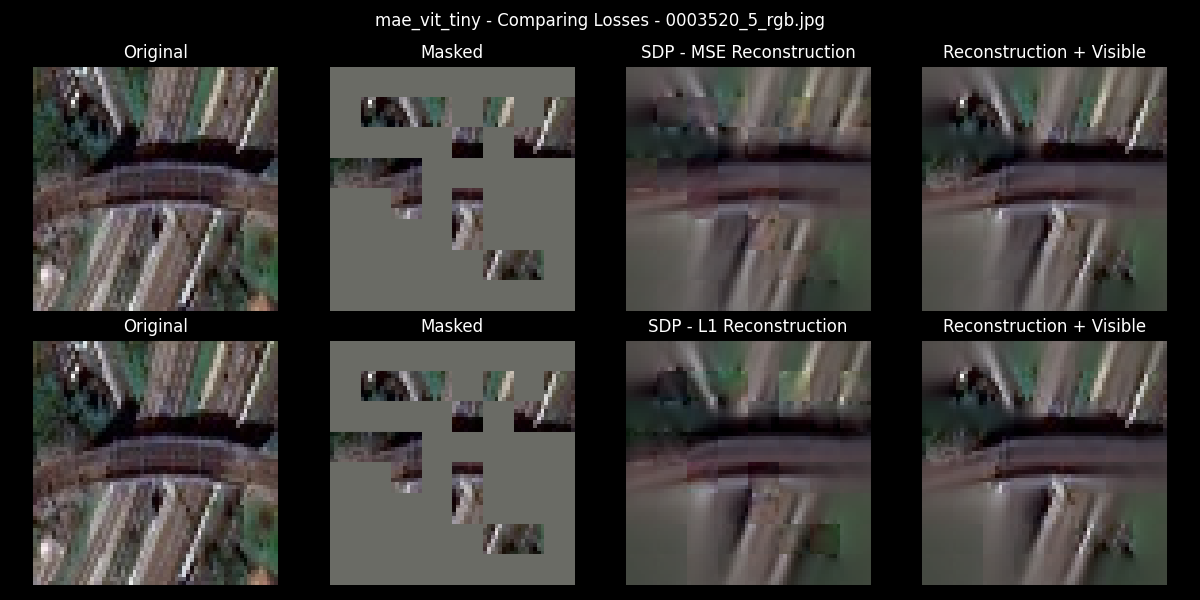 mae_vit_tiny - Comparing Losses - 0003520_5_rgb.jpg
Original
Masked
SDP - MSE Reconstruction
Reconstruction + Visible
Original
Masked
SDP - L1 Reconstruction
Reconstruction + Visible